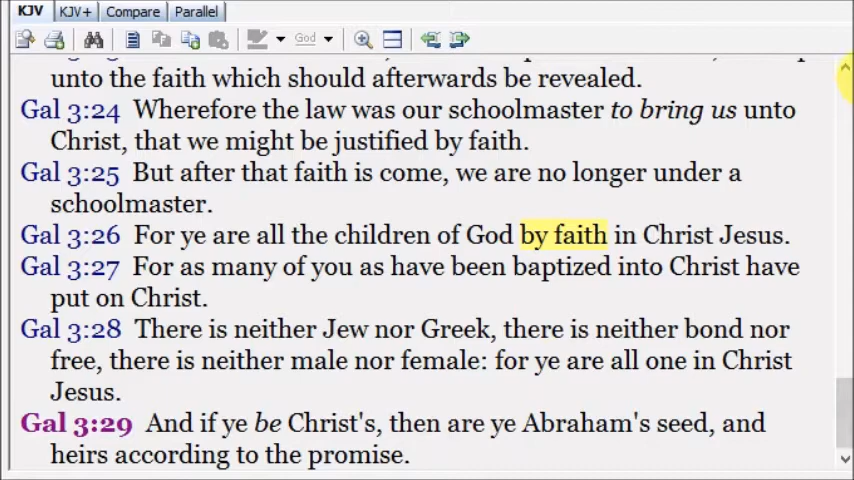 KJV KJV+ Compare Parallel
God
unto the faith which should afterwards be revealed.
Gal 3:24 Wherefore the law was our schoolmaster to bring us unto
Christ, that we might be justified by faith.
Gal 3:25 But after that faith is come, we are no longer under a
schoolmaster.
Gal 3:26 For ye are all the children of God by faith in Christ Jesus.
Gal 3:27 For as many of you as have been baptized into Christ have
put on Christ.
Gal 3:28 There is neither Jew nor Greek, there is neither bond nor
free, there is neither male nor female: for ye are all one in Christ
Jesus.
Gal 3:29 And if ye be Christ's, then are ye Abraham's seed, and
heirs according to the promise.